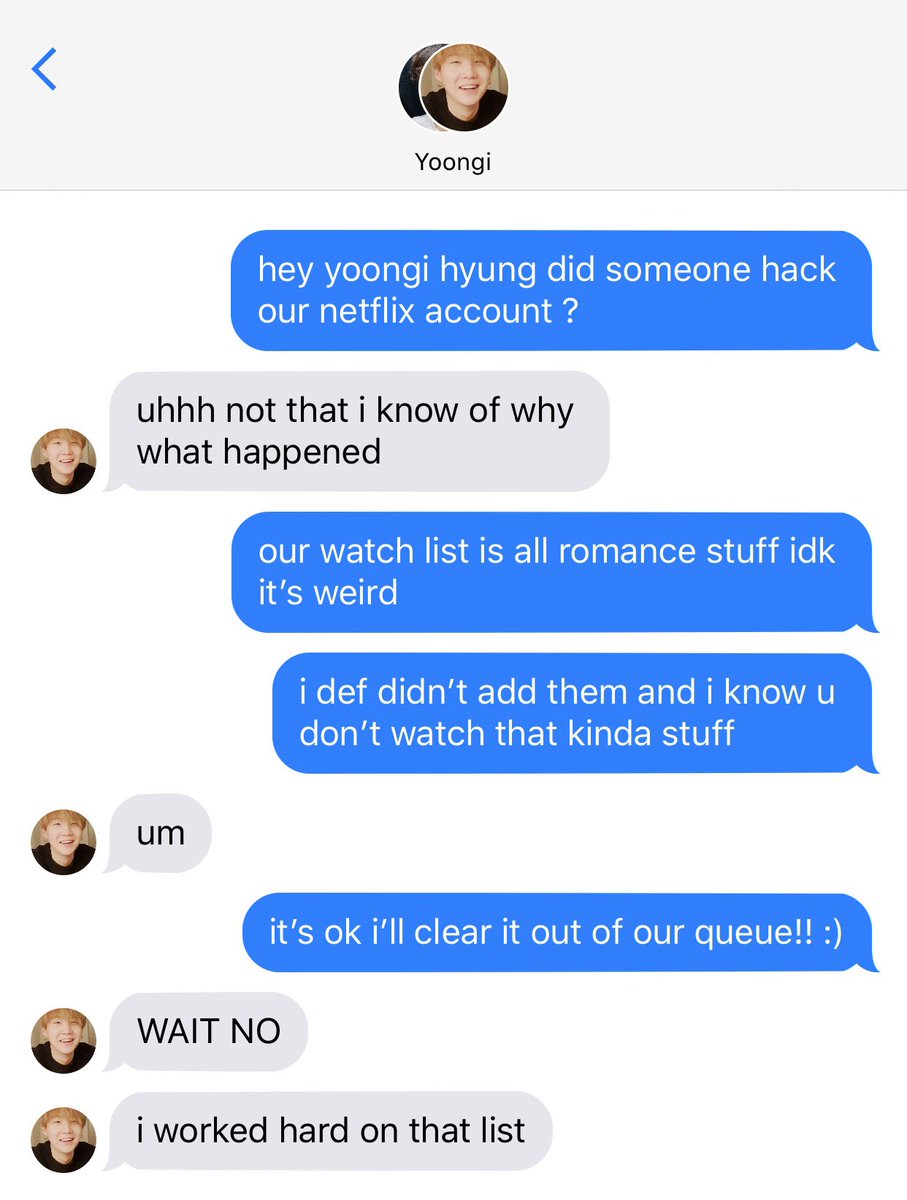 Yoongi
hey yoongi hyung did someone hack
our netflix account ?
uhhh not that i know of why
what happened
our watch list is all romance stuff idk
it’s weird
i def didn’t add them and i know u
don’t watch that kinda stuff
um
it’s ok i’ll clear it out of our queue!! :)
WAIT NO
i worked hard on that list